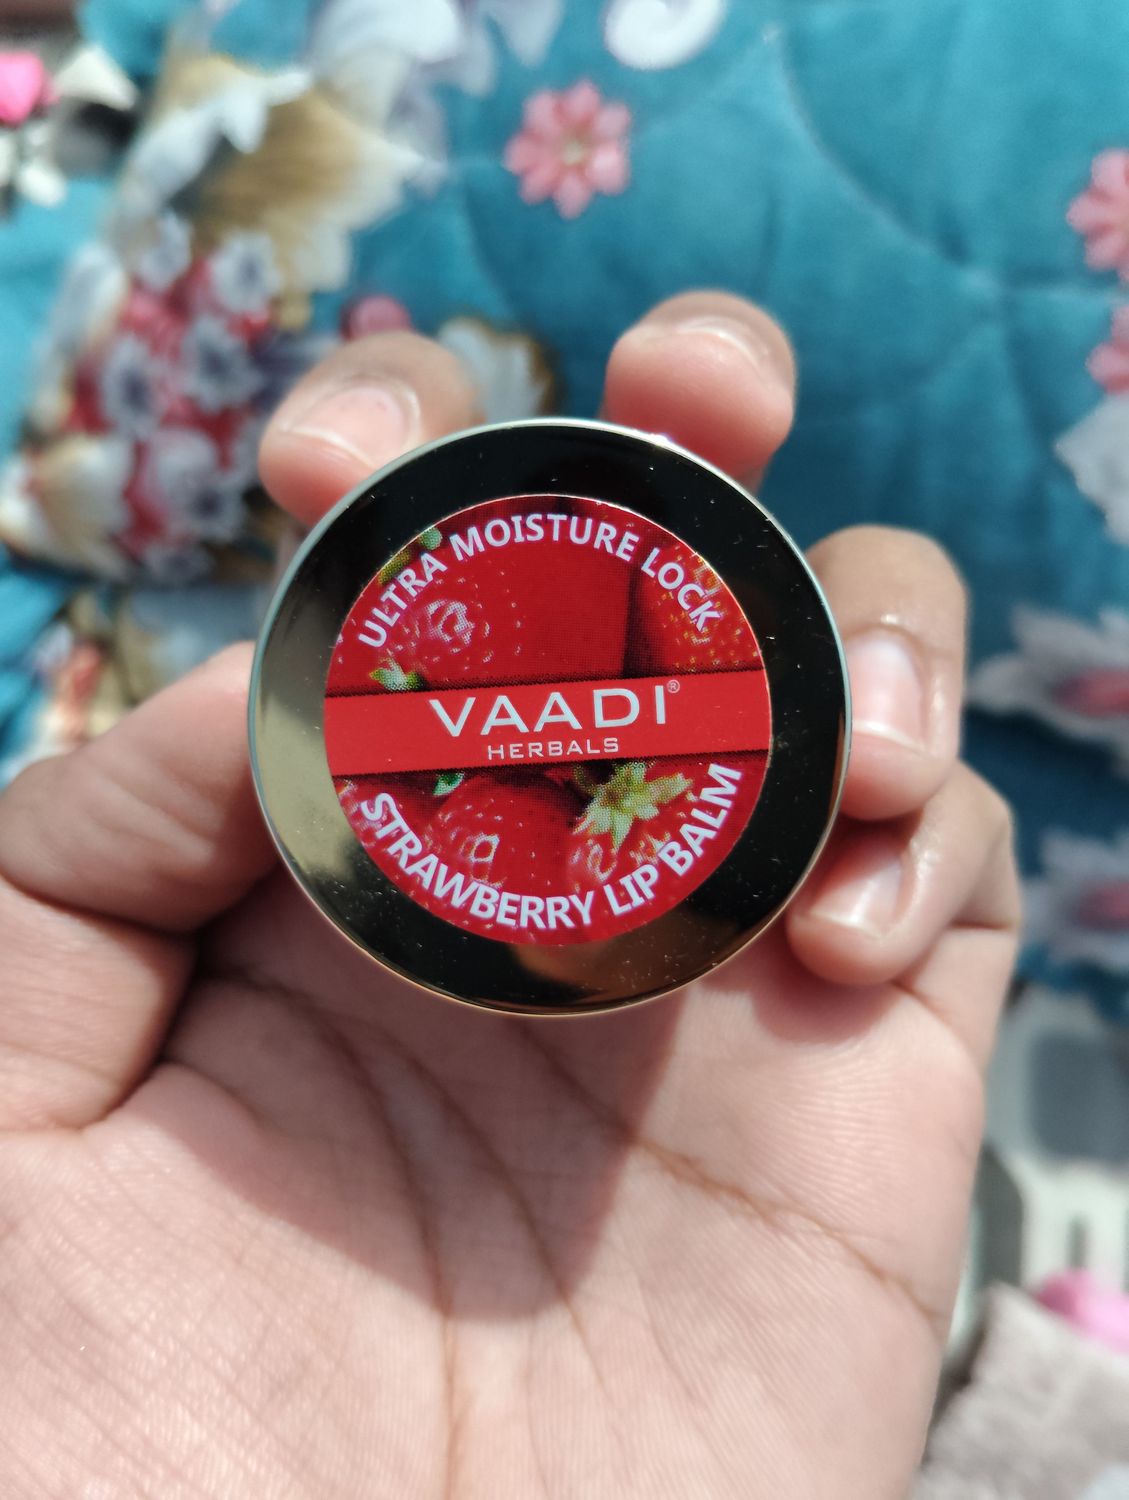 ULTRA MOISTURE LOCK
VAADI®
HERBALS
STRAWBERRY LIP BALM